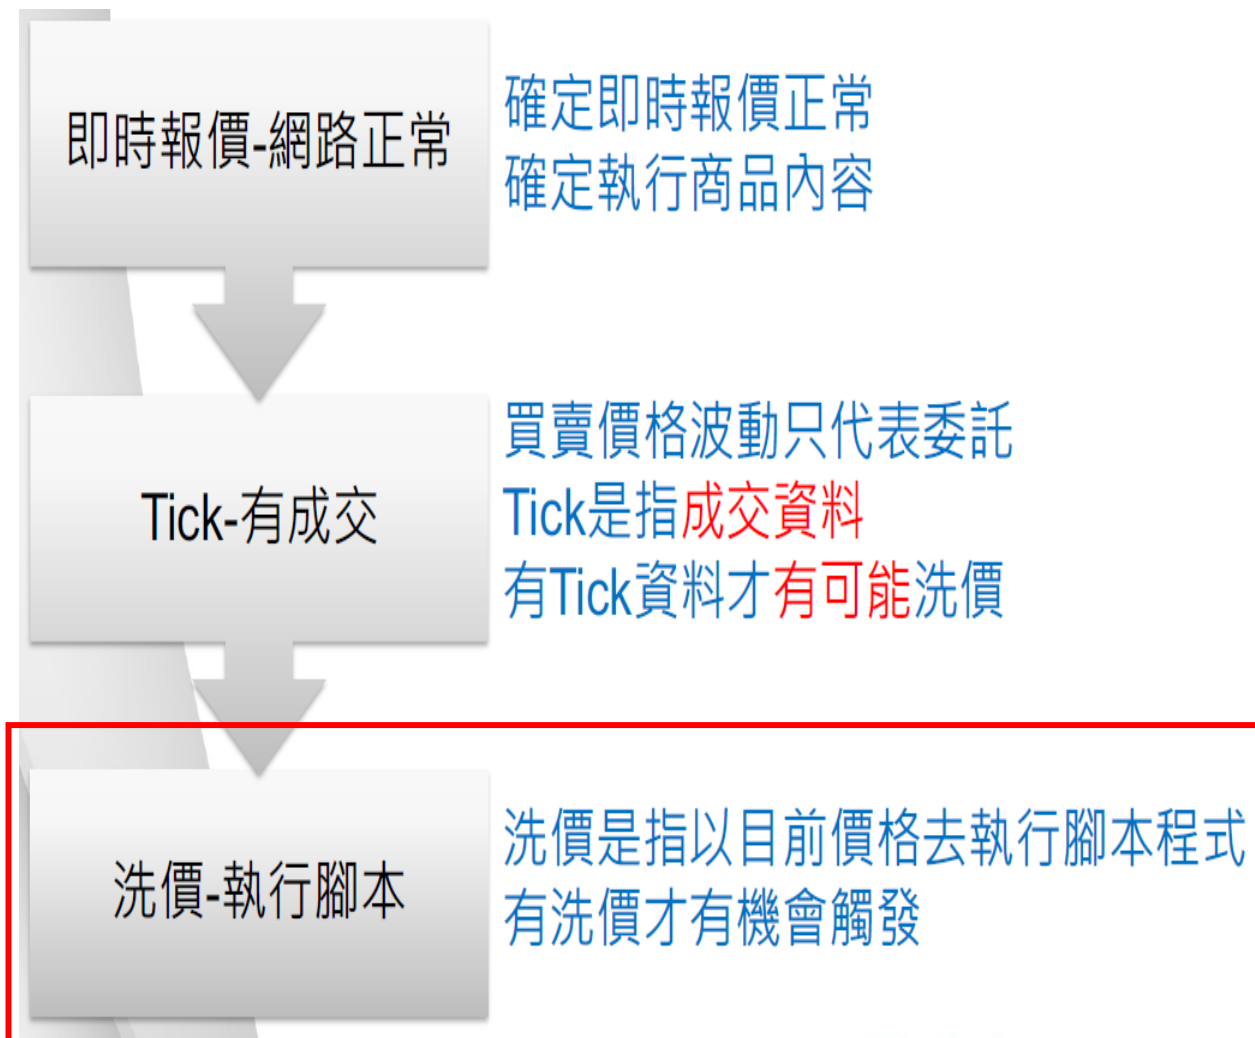 即時報價-網路正常
確定即時報價正常
確定執行商品內容
Tick-有成交
買賣價格波動只代表委託
Tick是指成交資料
有Tick資料才有可能洗價
洗價-執行腳本
洗價是指以目前價格去執行腳本程式
有洗價才有機會觸發